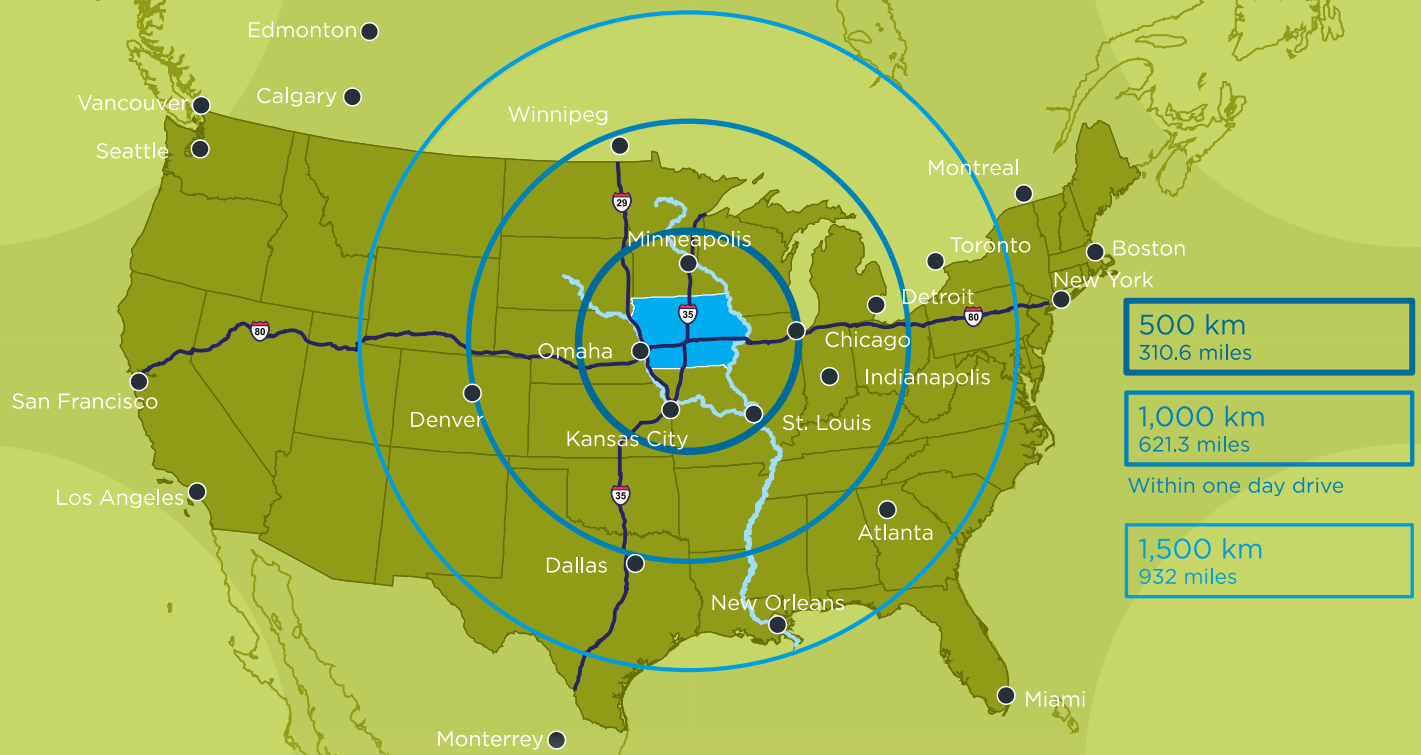 Edmonton
Calgary
Vancouver
Winnipeg
Seattle
Montreal
29
Minneapolis
Toronto
Boston
New York
Detroit
35
80
80
500 km
310.6 miles
Chicago
Omaha
Indianapolis
San Francisco
Denver
1,000 km
621.3 miles
St. Louis
Kansas City
Within one day drive
Los Angeles
35
Atlanta
1,500 km
932 miles
Dallas
New Orleans
Miami
Monterrey